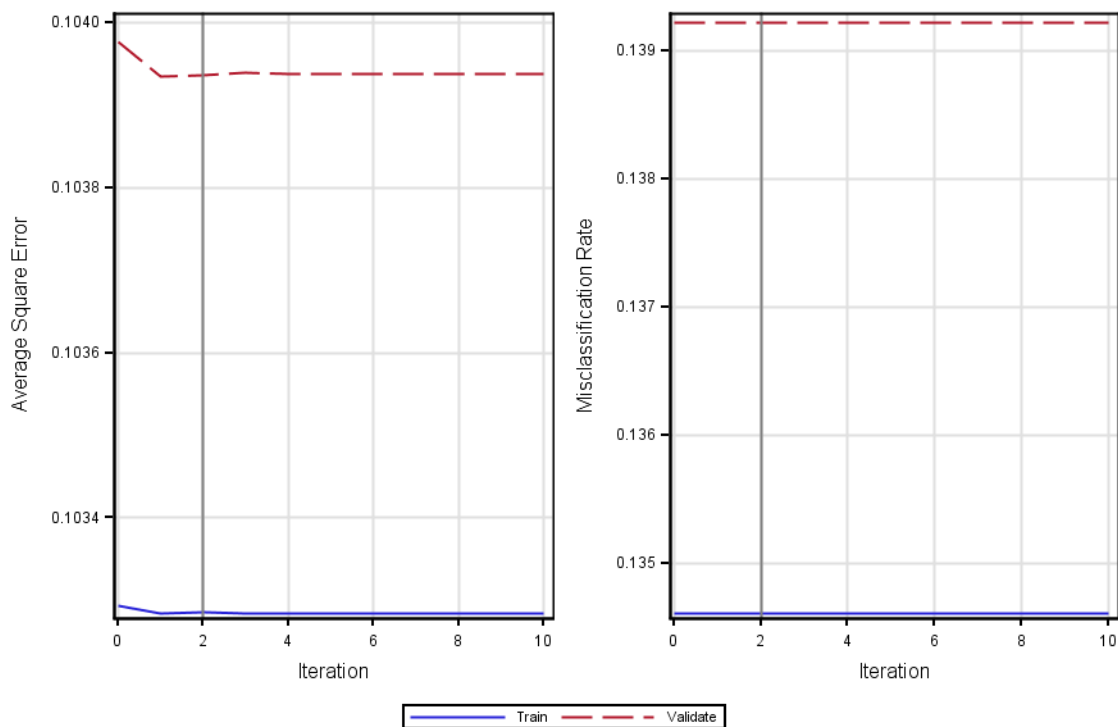 Average Square Error
0.1040
0.1038
0.1036
0.1034
0 2 4 6 8 10
Iteration
Misclassification Rate
0.139
0.138
0.137
0.136
0.135
0 2 4 6 8 10
Iteration
Train Validate